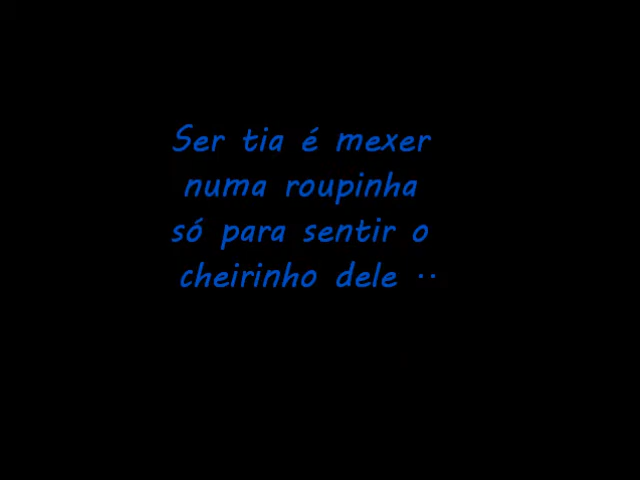 Ser tia é mexer
numa roupinha
só para sentir o
cheirinho dele ..